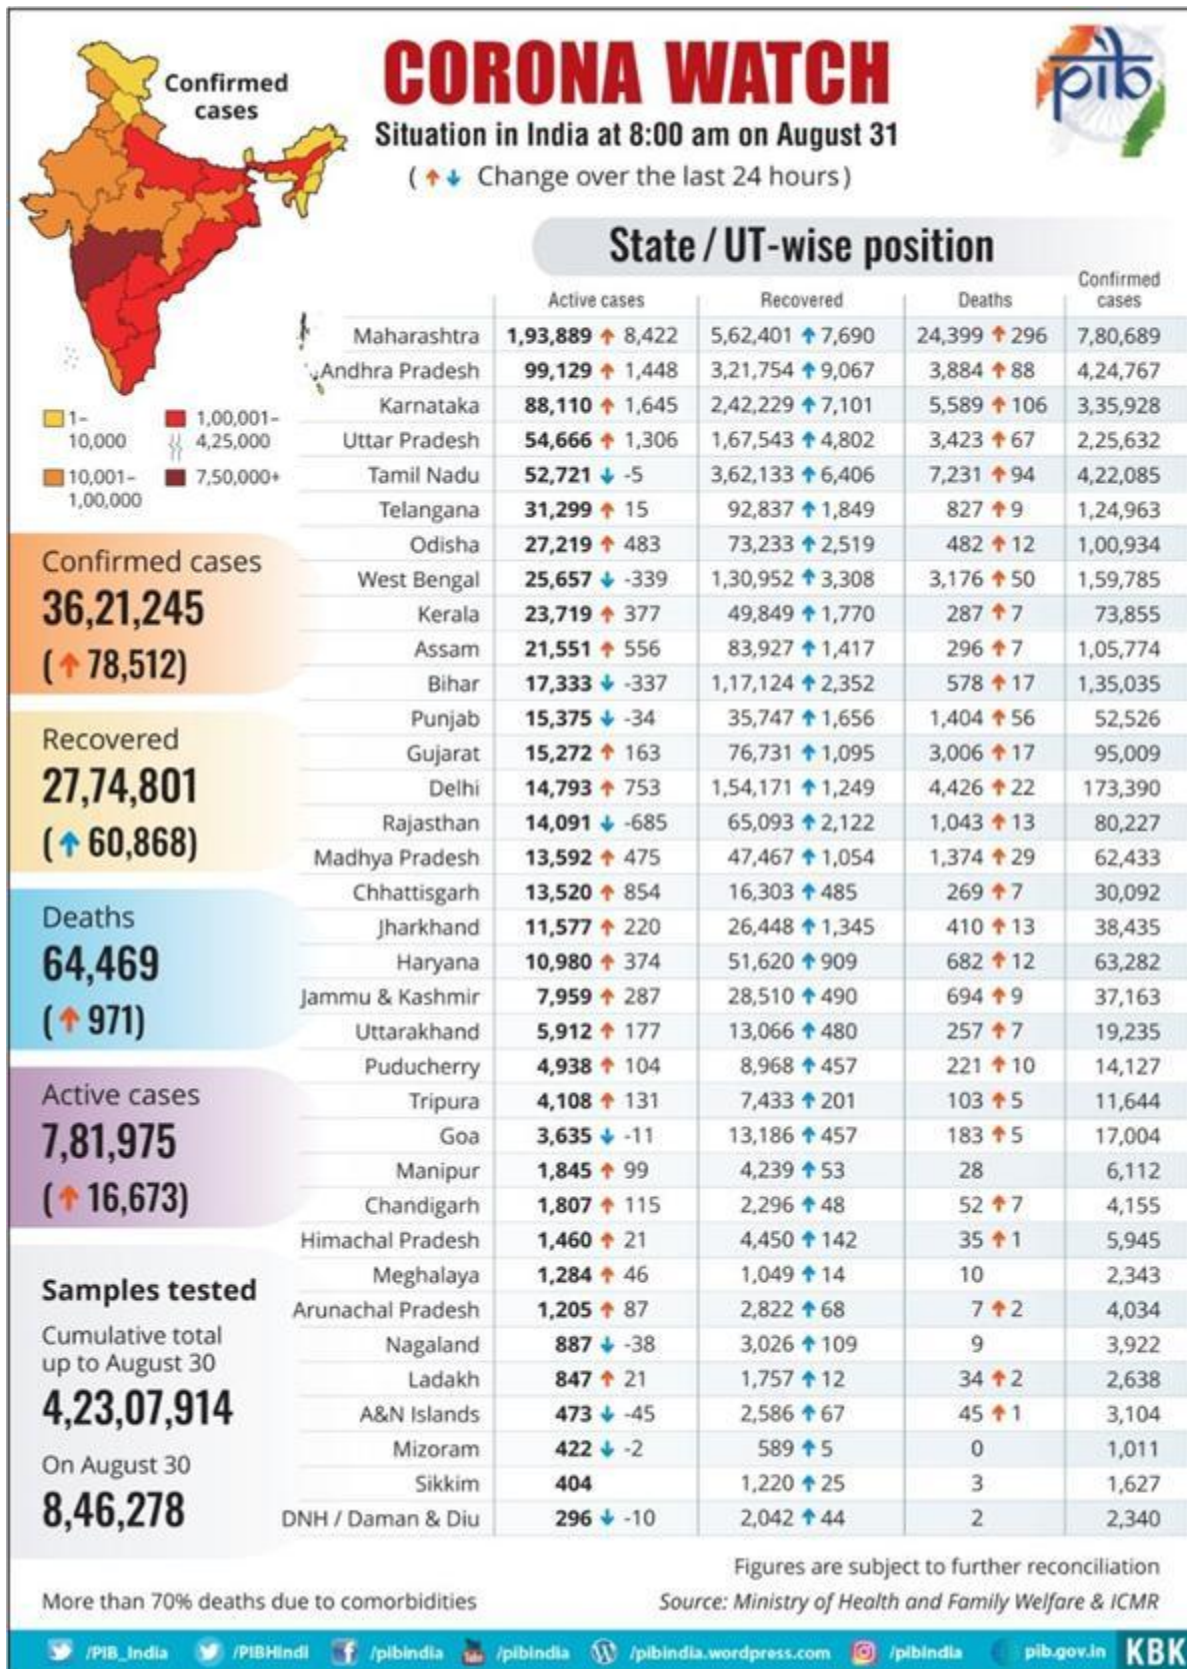 Confirmed
cases
CORONA WATCH
Situation in India at 8:00 am on August 31
( ↑ ↓ Change over the last 24 hours)
pib
1-
10,000
1,00,001-
4,25,000
10,001-
1,00,000
7,50,000+
Confirmed cases
36,21,245
(↑ 78,512)
Recovered
27,74,801
(↑ 60,868)
Deaths
64,469
(↑ 971)
Active cases
7,81,975
(↑ 16,673)
Samples tested
Cumulative total
up to August 30
4,23,07,914
On August 30
8,46,278
State / UT-wise position
Active cases Recovered Deaths Confirmed cases
Maharashtra 1,93,889 ↑ 8,422 5,62,401 ↑ 7,690 24,399 ↑ 296 7,80,689
Andhra Pradesh 99,129 ↑ 1,448 3,21,754 ↑ 9,067 3,884 ↑ 88 4,24,767
Karnataka 88,110 ↑ 1,645 2,42,229 ↑ 7,101 5,589 ↑ 106 3,35,928
Uttar Pradesh 54,666 ↑ 1,306 1,67,543 ↑ 4,802 3,423 ↑ 67 2,25,632
Tamil Nadu 52,721 ↓ -5 3,62,133 ↑ 6,406 7,231 ↑ 94 4,22,085
Telangana 31,299 ↑ 15 92,837 ↑ 1,849 827 ↑ 9 1,24,963
Odisha 27,219 ↑ 483 73,233 ↑ 2,519 482 ↑ 12 1,00,934
West Bengal 25,657 ↓ -339 1,30,952 ↑ 3,308 3,176 ↑ 50 1,59,785
Kerala 23,719 ↑ 377 49,849 ↑ 1,770 287 ↑ 7 73,855
Assam 21,551 ↑ 556 83,927 ↑ 1,417 296 ↑ 7 1,05,774
Bihar 17,333 ↓ -337 1,17,124 ↑ 2,352 578 ↑ 17 1,35,035
Punjab 15,375 ↓ -34 35,747 ↑ 1,656 1,404 ↑ 56 52,526
Gujarat 15,272 ↑ 163 76,731 ↑ 1,095 3,006 ↑ 17 95,009
Delhi 14,793 ↑ 753 1,54,171 ↑ 1,249 4,426 ↑ 22 173,390
Rajasthan 14,091 ↓ -685 65,093 ↑ 2,122 1,043 ↑ 13 80,227
Madhya Pradesh 13,592 ↑ 475 47,467 ↑ 1,054 1,374 ↑ 29 62,433
Chhattisgarh 13,520 ↑ 854 16,303 ↑ 485 269 ↑ 7 30,092
Jharkhand 11,577 ↑ 220 26,448 ↑ 1,345 410 ↑ 13 38,435
Haryana 10,980 ↑ 374 51,620 ↑ 909 682 ↑ 12 63,282
Jammu & Kashmir 7,959 ↑ 287 28,510 ↑ 490 694 ↑ 9 37,163
Uttarakhand 5,912 ↑ 177 13,066 ↑ 480 257 ↑ 7 19,235
Puducherry 4,938 ↑ 104 8,968 ↑ 457 221 ↑ 10 14,127
Tripura 4,108 ↑ 131 7,433 ↑ 201 103 ↑ 5 11,644
Goa 3,635 ↓ -11 13,186 ↑ 457 183 ↑ 5 17,004
Manipur 1,845 ↑ 99 4,239 ↑ 53 28 6,112
Chandigarh 1,807 ↑ 115 2,296 ↑ 48 52 ↑ 7 4,155
Himachal Pradesh 1,460 ↑ 21 4,450 ↑ 142 35 ↑ 1 5,945
Meghalaya 1,284 ↑ 46 1,049 ↑ 14 10 2,343
Arunachal Pradesh 1,205 ↑ 87 2,822 ↑ 68 7 ↑ 2 4,034
Nagaland 887 ↓ -38 3,026 ↑ 109 9 3,922
Ladakh 847 ↑ 21 1,757 ↑ 12 34 ↑ 2 2,638
A&N Islands 473 ↓ -45 2,586 ↑ 67 45 ↑ 1 3,104
Mizoram 422 ↓ -2 589 ↑ 5 0 1,011
Sikkim 404 1,220 ↑ 25 3 1,627
DNH / Daman & Diu 296 ↓ -10 2,042 ↑ 44 2 2,340
Figures are subject to further reconciliation
More than 70% deaths due to comorbidities
Source: Ministry of Health and Family Welfare & ICMR
/PIB_India /PIBHindi /pibindia /pibindia /pibindia.wordpress.com /pibindia pib.gov.in KBK